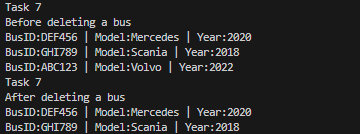 Task 7
Before deleting a bus
BusID:DEF456 | Model:Mercedes | Year:2020
BusID:GHI789 | Model:Scania | Year:2018
BusID:ABC123 | Model:Volvo | Year:2022
Task 7
After deleting a bus
BusID:DEF456 | Model:Mercedes | Year:2020
BusID:GHI789 | Model:Scania | Year:2018